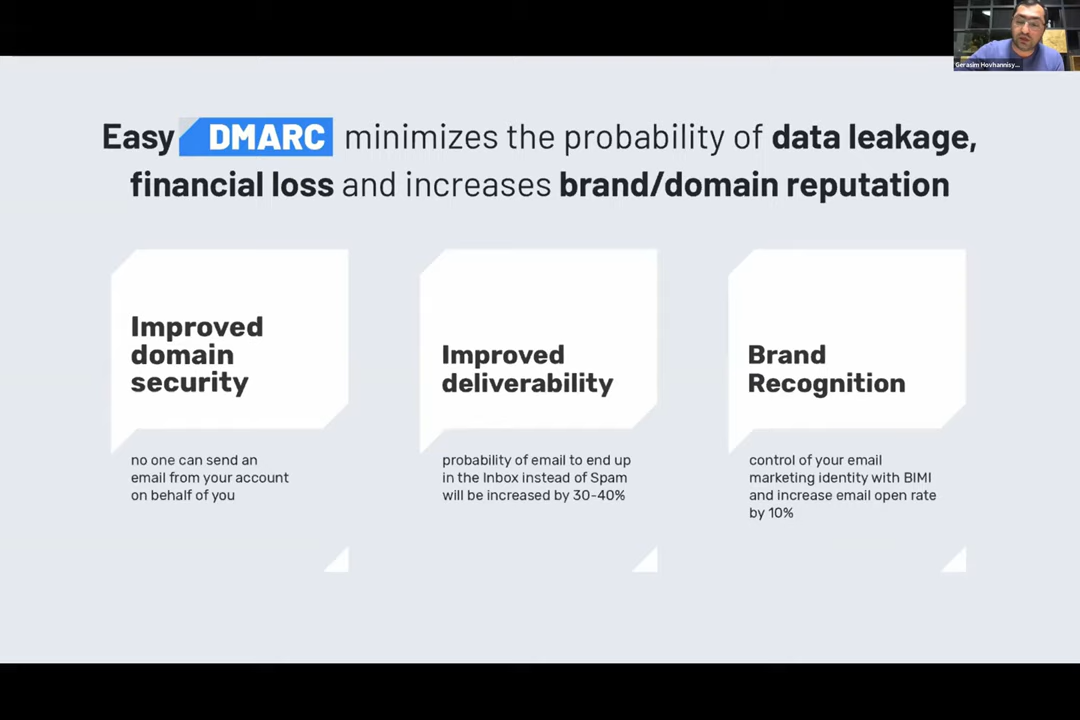 Gerasim Hovhannisy...
Easy DMARC minimizes the probability of data leakage,
financial loss and increases brand/domain reputation
Improved
domain
security
no one can send an
email from your account
on behalf of you
Improved
deliverability
probability of email to end up
in the Inbox instead of Spam
will be increased by 30-40%
Brand
Recognition
control of your email
marketing identity with BIMI
and increase email open rate
by 10%